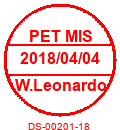 PET MIS
2018/04/04
W.Leonardo
DS-00201-18